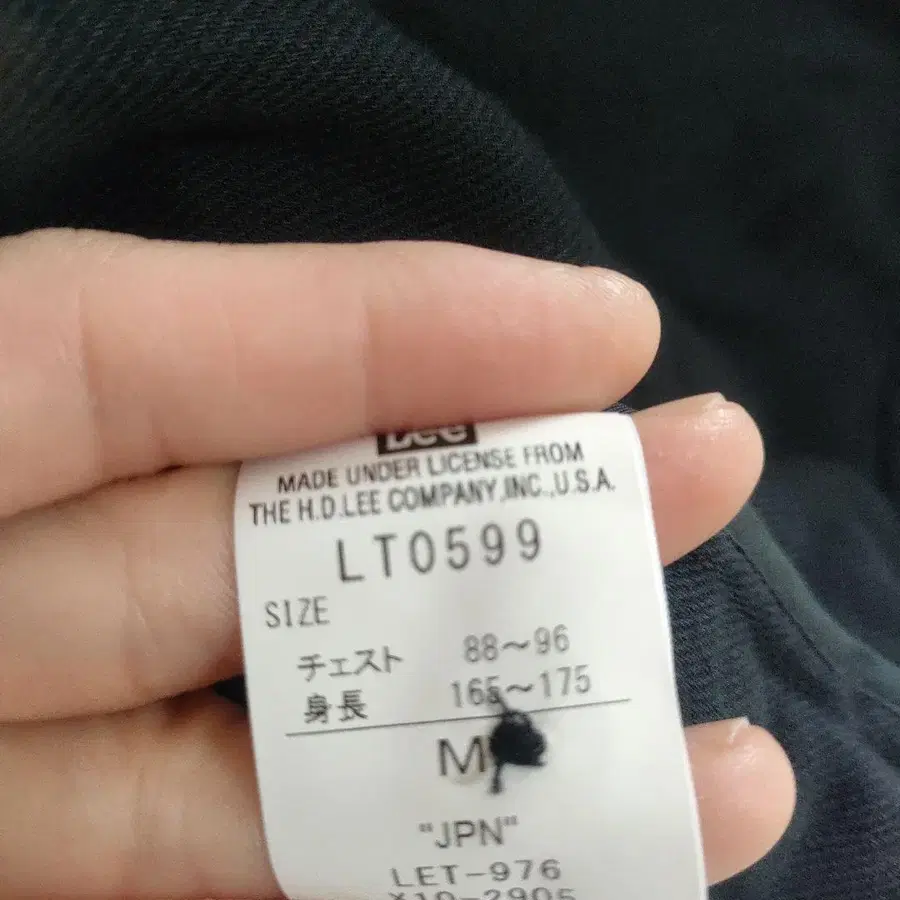 Lee
MADE UNDER LICENSE FROM
THE H.D.LEE COMPANY,INC.,U.S.A.
LT0599
SIZE
チェスト 88～96
身長 165～175
M
"JPN"
LET-976